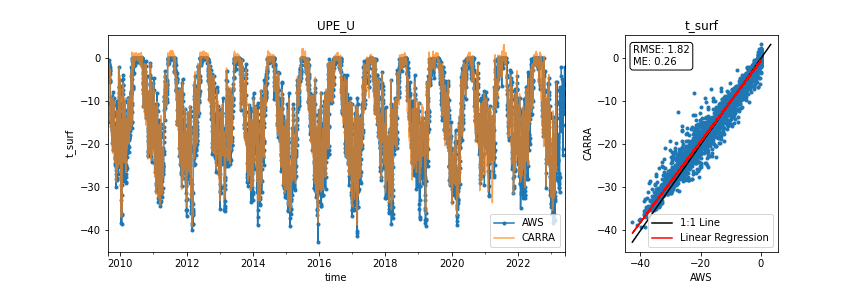 UPE_U
t_surf
0
−10
−20
−30
−40
2010
2012
2014
2016
2018
2020
2022
time
AWS
CARRA
t_surf
CARRA
0
−10
−20
−30
−40
−40
−20
0
AWS
RMSE: 1.82
ME: 0.26
1:1 Line
Linear Regression